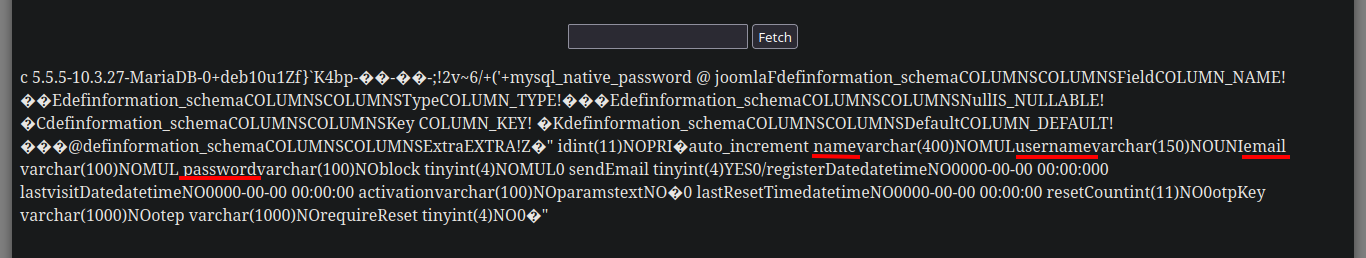 Fetch
c 5.5.5-10.3.27-MariaDB-0+deb10u1Zf}`K4bp-��-��-;!2v~6/+('+mysql_native_password @ joomlaFdefinformation_schemaCOLUMNSCOLUMNSFieldCOLUMN_NAME!
��Edefinformation_schemaCOLUMNSCOLUMNSTypeCOLUMN_TYPE!���Edefinformation_schemaCOLUMNSCOLUMNSNullIS_NULLABLE!
�Cdefinformation_schemaCOLUMNSCOLUMNSKey COLUMN_KEY! �Kdefinformation_schemaCOLUMNSCOLUMNSDefaultCOLUMN_DEFAULT!
���@definformation_schemaCOLUMNSCOLUMNSExtraEXTRA!Z�" idint(11)NOPRI�auto_increment namevarchar(400)NOMULusernamevarchar(150)NOUNIemail
varchar(100)NOMUL passwordvarchar(100)NOblock tinyint(4)NOMUL0 sendEmail tinyint(4)YES0/registerDatedatetimeNO0000-00-00 00:00:000
lastvisitDatedatetimeNO0000-00-00 00:00:00 activationvarchar(100)NOparamstextNO�0 lastResetTimedatetimeNO0000-00-00 00:00:00 resetCountint(11)NO0otpKey
varchar(1000)NOotep varchar(1000)NOrequireReset tinyint(4)NO0�"